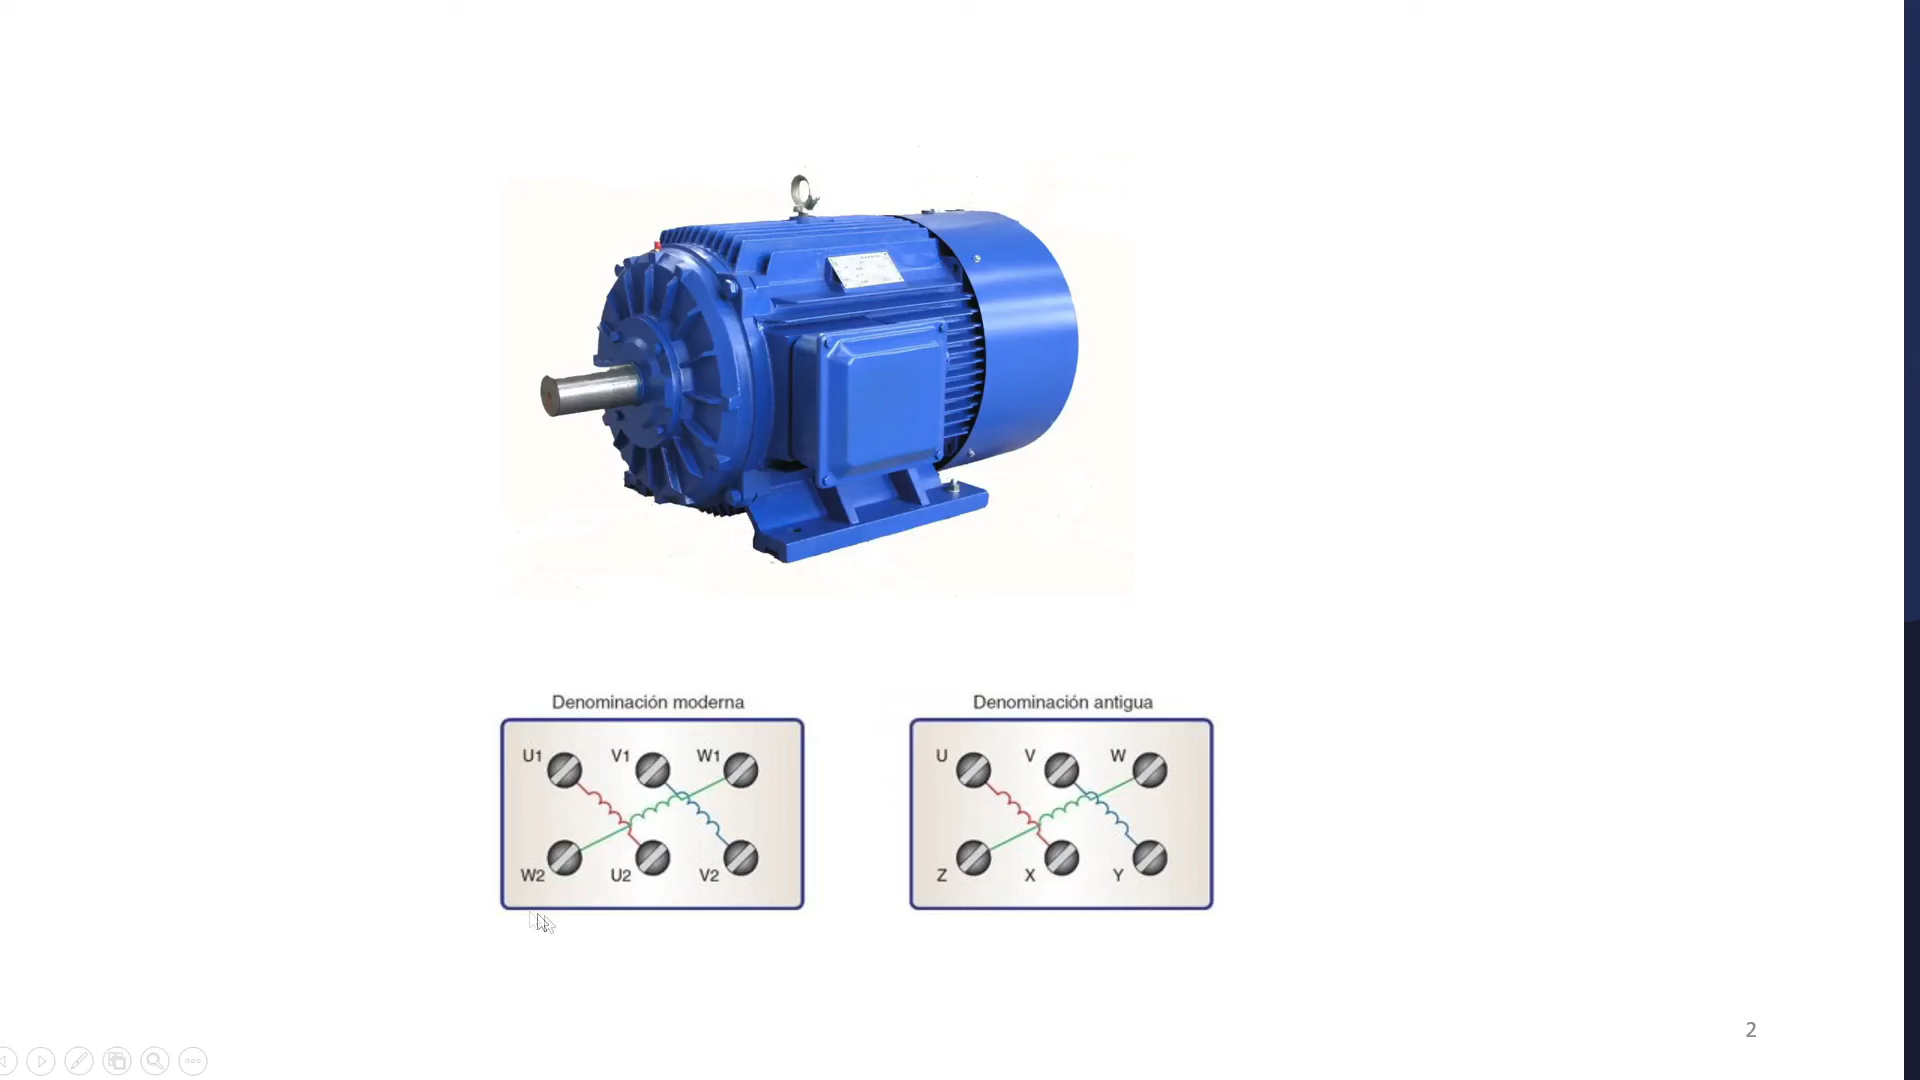 Denominación moderna
Denominación antigua
U1 V1 W1
W2 U2 V2
U V W
Z X Y
2